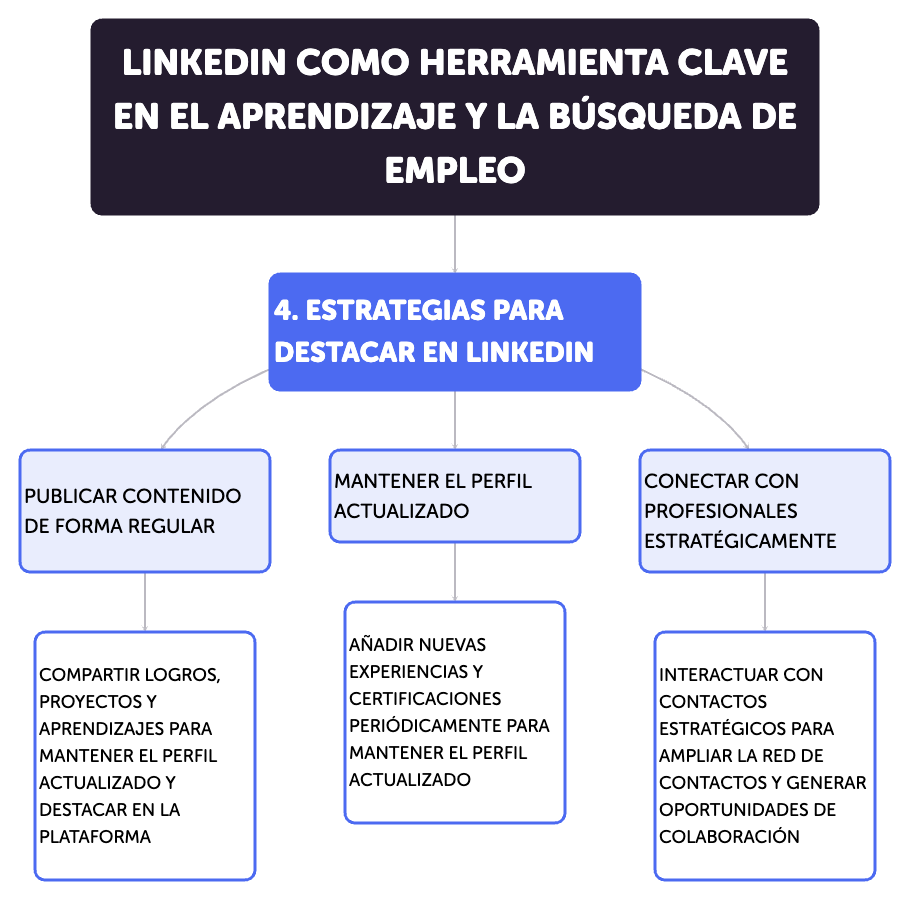 LINKEDIN COMO HERRAMIENTA CLAVE
EN EL APRENDIZAJE Y LA BÚSQUEDA DE
EMPLEO
4. ESTRATEGIAS PARA
DESTACAR EN LINKEDIN
PUBLICAR CONTENIDO
DE FORMA REGULAR
MANTENER EL PERFIL
ACTUALIZADO
CONECTAR CON
PROFESIONALES
ESTRATÉGICAMENTE
COMPARTIR LOGROS,
PROYECTOS Y
APRENDIZAJES PARA
MANTENER EL PERFIL
ACTUALIZADO Y
DESTACAR EN LA
PLATAFORMA
AÑADIR NUEVAS
EXPERIENCIAS Y
CERTIFICACIONES
PERIÓDICAMENTE PARA
MANTENER EL PERFIL
ACTUALIZADO
INTERACTUAR CON
CONTACTOS
ESTRATÉGICOS PARA
AMPLIAR LA RED DE
CONTACTOS Y GENERAR
OPORTUNIDADES DE
COLABORACIÓN